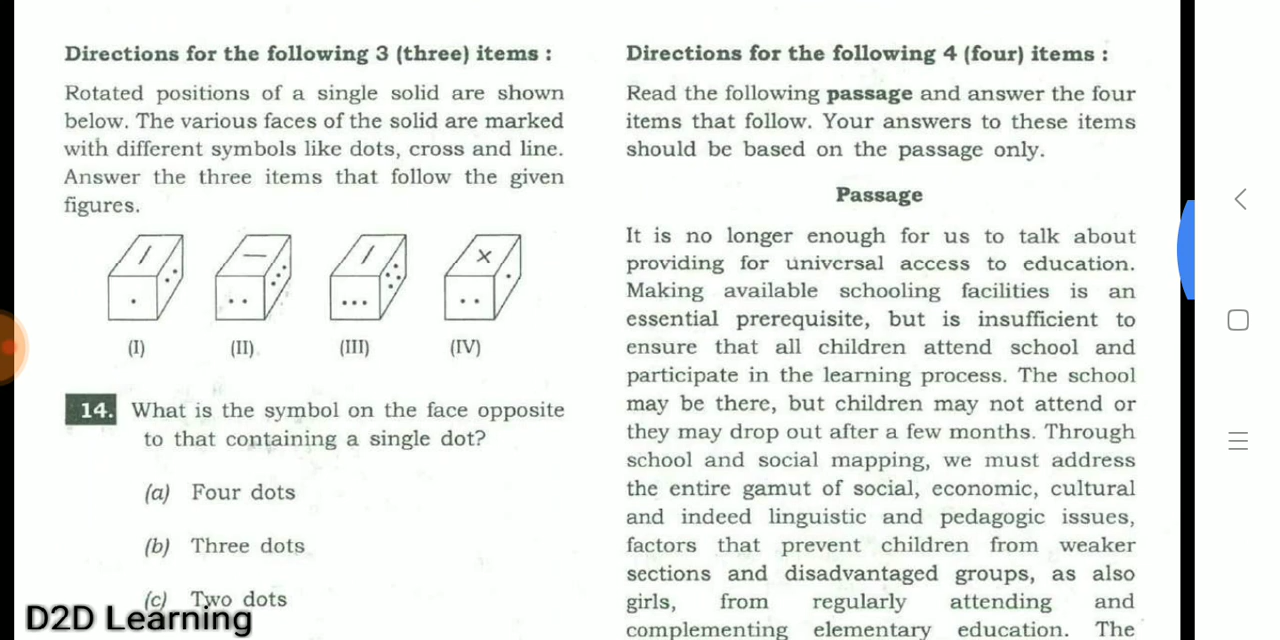 Directions for the following 3 (three) items :
Rotated positions of a single solid are shown
below. The various faces of the solid are marked
with different symbols like dots, cross and line.
Answer the three items that follow the given
figures.
(I) (II) (III) (IV)
14. What is the symbol on the face opposite
to that containing a single dot?
(a) Four dots
(b) Three dots
(c) Two dots
D2D Learning
Directions for the following 4 (four) items :
Read the following passage and answer the four
items that follow. Your answers to these items
should be based on the passage only.
Passage
It is no longer enough for us to talk about
providing for universal access to education.
Making available schooling facilities is an
essential prerequisite, but is insufficient to
ensure that all children attend school and
participate in the learning process. The school
may be there, but children may not attend or
they may drop out after a few months. Through
school and social mapping, we must address
the entire gamut of social, economic, cultural
and indeed linguistic and pedagogic issues,
factors that prevent children from weaker
sections and disadvantaged groups, as also
girls, from regularly attending and
complementing elementary education. The